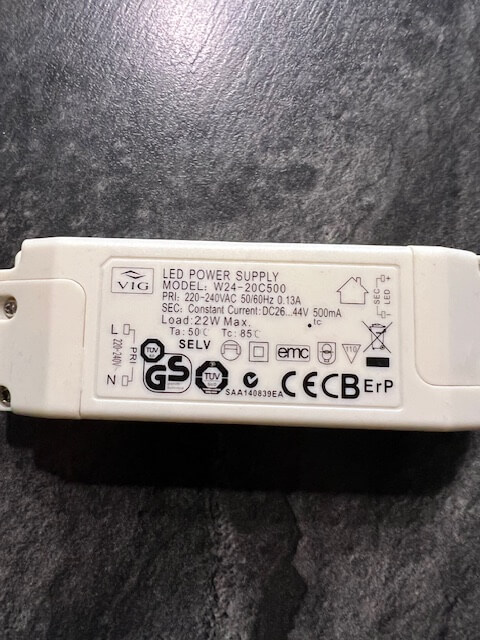 VIG
LED POWER SUPPLY
MODEL: W24-20C500
PRI: 220-240VAC 50/60Hz 0.13A
SEC: Constant Current:DC26...44V 500mA
Load:22W Max.
Ta: 50℃ Tc: 85℃
tc
SELV
emc
110
TÜV
GS
TÜV
SAA140839EA
CE
CB
ErP
L
220-240V~
PRI
N
SEC
LED
+
-